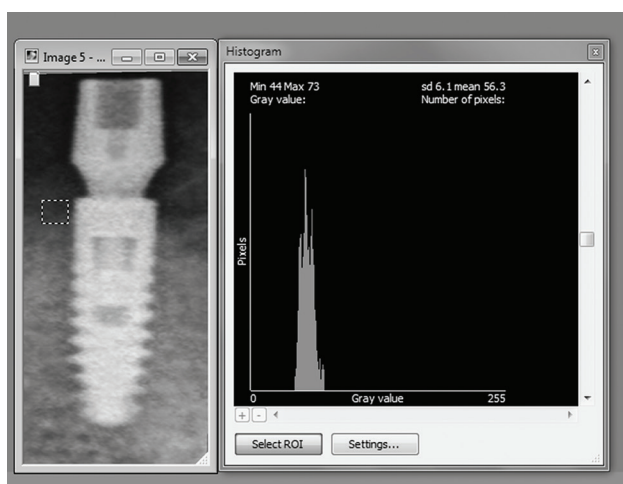 Image 5 - ...
Histogram
Min 44 Max 73
sd 6.1 mean 56.3
Gray value:
Number of pixels:
Pixels
0
Gray value
255
+
-
Select ROI
Settings...